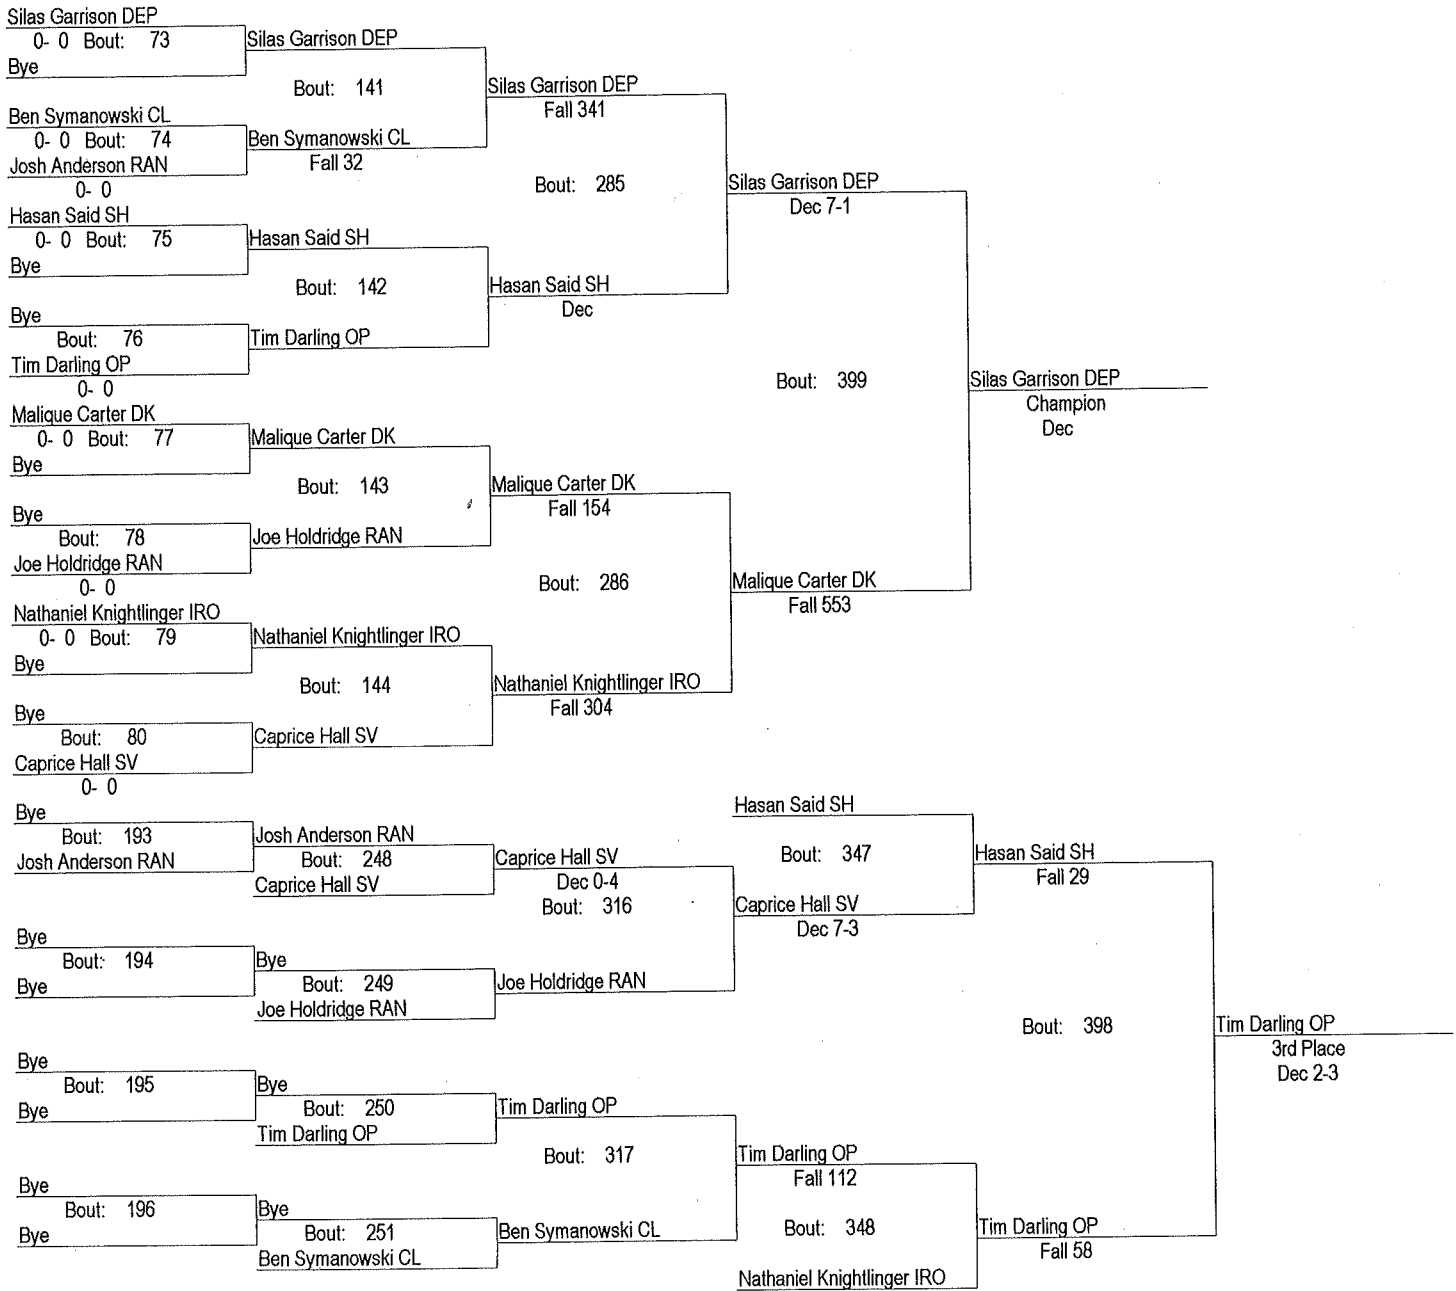 Silas Garrison DEP
0- 0 Bout: 73
Bye
Silas Garrison DEP
Bout: 141
Ben Symanowski CL
0- 0 Bout: 74
Josh Anderson RAN
0- 0
Ben Symanowski CL
Fall 32
Silas Garrison DEP
Fall 341
Bout: 285
Hasan Said SH
0- 0 Bout: 75
Bye
Hasan Said SH
Bout: 142
Bye
Bout: 76
Tim Darling OP
0- 0
Tim Darling OP
Hasan Said SH
Dec
Silas Garrison DEP
Dec 7-1
Bout: 399
Malique Carter DK
0- 0 Bout: 77
Bye
Malique Carter DK
Bout: 143
Bye
Bout: 78
Joe Holdridge RAN
0- 0
Joe Holdridge RAN
Malique Carter DK
Fall 154
Bout: 286
Nathaniel Knightlinger IRO
0- 0 Bout: 79
Bye
Nathaniel Knightlinger IRO
Bout: 144
Bye
Bout: 80
Caprice Hall SV
0- 0
Caprice Hall SV
Nathaniel Knightlinger IRO
Fall 304
Malique Carter DK
Fall 553
Silas Garrison DEP
Champion
Dec
Bye
Bout: 193
Josh Anderson RAN
Josh Anderson RAN
Bout: 248
Caprice Hall SV
Caprice Hall SV
Dec 0-4
Bout: 316
Bye
Bout: 194
Bye
Bye
Bout: 249
Joe Holdridge RAN
Joe Holdridge RAN
Hasan Said SH
Bout: 347
Caprice Hall SV
Dec 7-3
Hasan Said SH
Fall 29
Bout: 398
Bye
Bout: 195
Bye
Bye
Bout: 250
Tim Darling OP
Tim Darling OP
Bout: 317
Bye
Bout: 196
Bye
Bye
Bout: 251
Ben Symanowski CL
Ben Symanowski CL
Tim Darling OP
Fall 112
Bout: 348
Nathaniel Knightlinger IRO
Tim Darling OP
Fall 58
Tim Darling OP
3rd Place
Dec 2-3